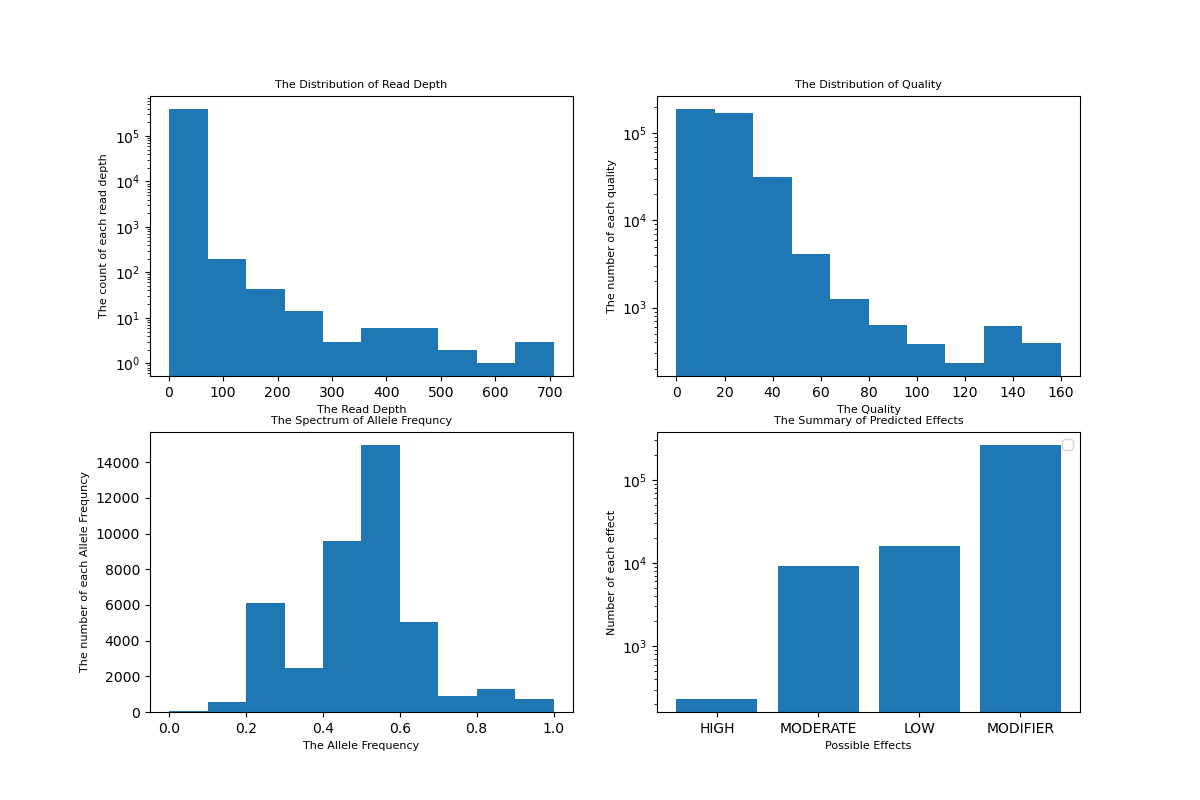 The Distribution of Read Depth
The count of each read depth
10^5
10^4
10^3
10^2
10^1
10^0
0 100 200 300 400 500 600 700
The Read Depth
The Distribution of Quality
The number of each quality
10^5
10^4
10^3
0 20 40 60 80 100 120 140 160
The Quality
The Spectrum of Allele Frequncy
The number of each Allele Frequncy
14000
12000
10000
8000
6000
4000
2000
0
0.0 0.2 0.4 0.6 0.8 1.0
The Allele Frequency
The Summary of Predicted Effects
Number of each effect
10^5
10^4
10^3
HIGH MODERATE LOW MODIFIER
Possible Effects